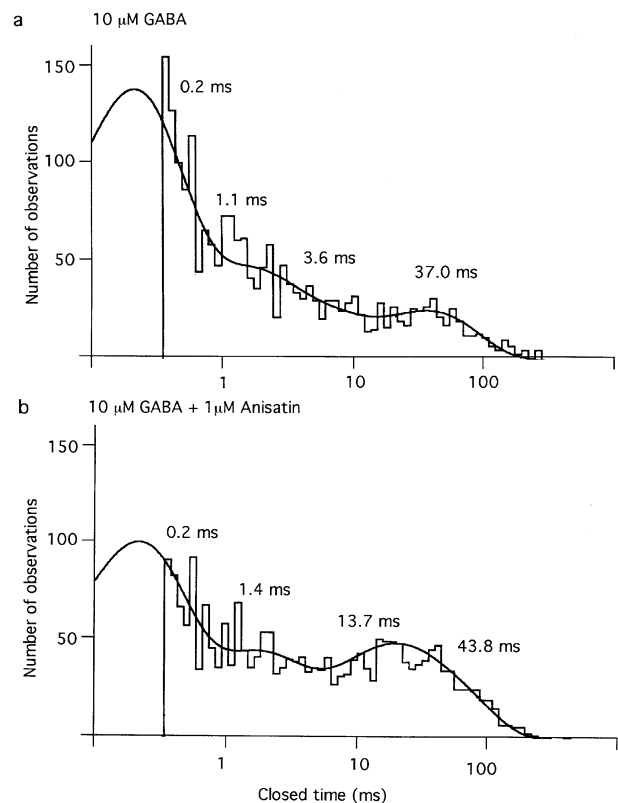 a
10 μM GABA
Number of observations
150
100
50
0.2 ms
1.1 ms
3.6 ms
37.0 ms
1
10
100
b
10 μM GABA + 1μM Anisatin
Number of observations
150
100
50
0.2 ms
1.4 ms
13.7 ms
43.8 ms
1
10
100
Closed time (ms)